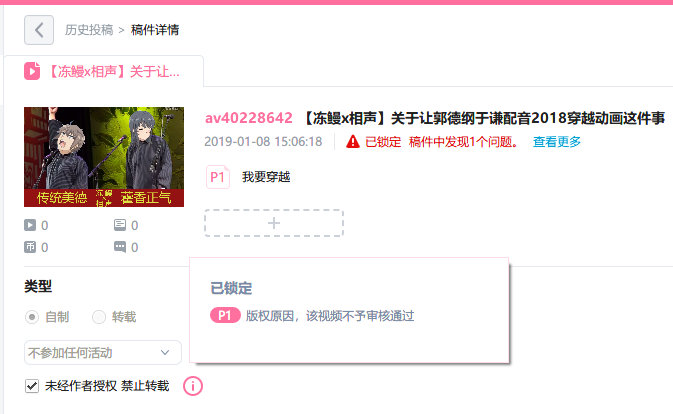 历史投稿 > 稿件详情
【冻鳗x相声】关于让...
av40228642 【冻鳗x相声】关于让郭德纲于谦配音2018穿越动画这件事
2019-01-08 15:06:18 已锁定 稿件中发现1个问题。 查看更多
P1 我要穿越
传统美德 冻鳗相声 藿香正气
0 0
0 0
已锁定
P1 版权原因，该视频不予审核通过
类型
自制 转载
不参加任何活动
未经作者授权 禁止转载